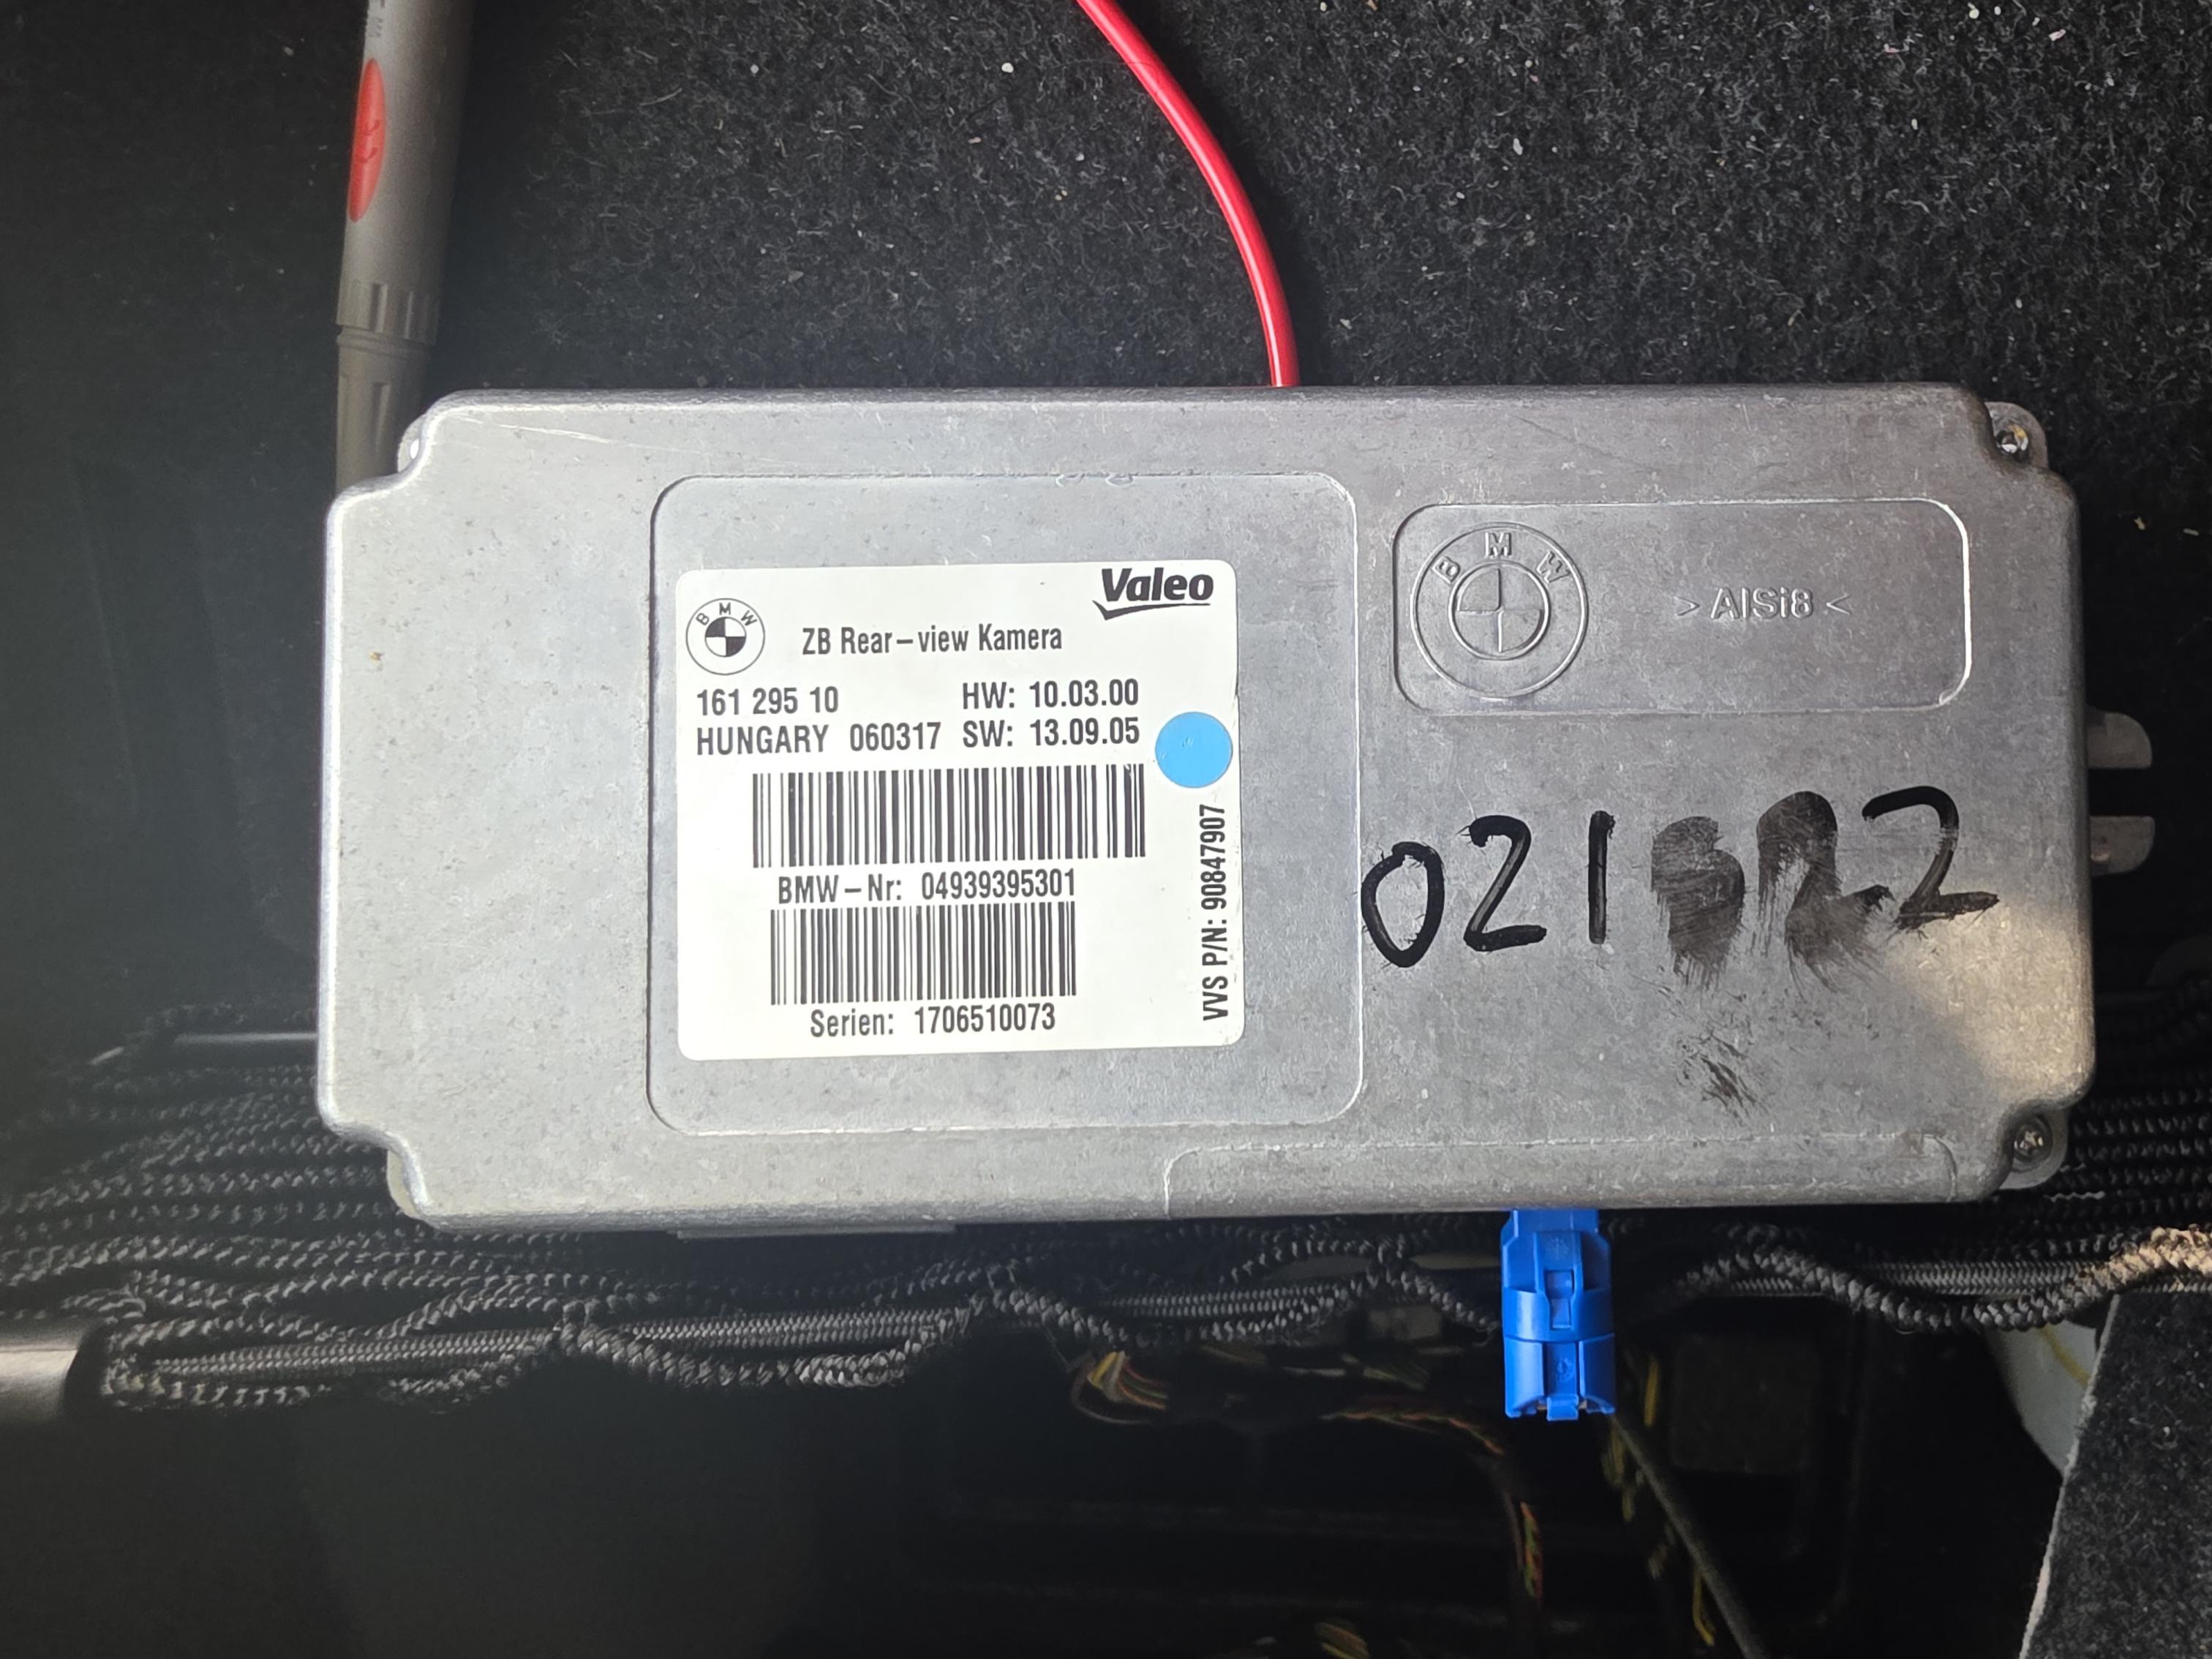 Valeo
BMW
ZB Rear-view Kamera
161 295 10 HW: 10.03.00
HUNGARY 060317 SW: 13.09.05
BMW-Nr: 04939395301
Serien: 1706510073
VVS P/N: 90847907
BMW
> AlSi8 <